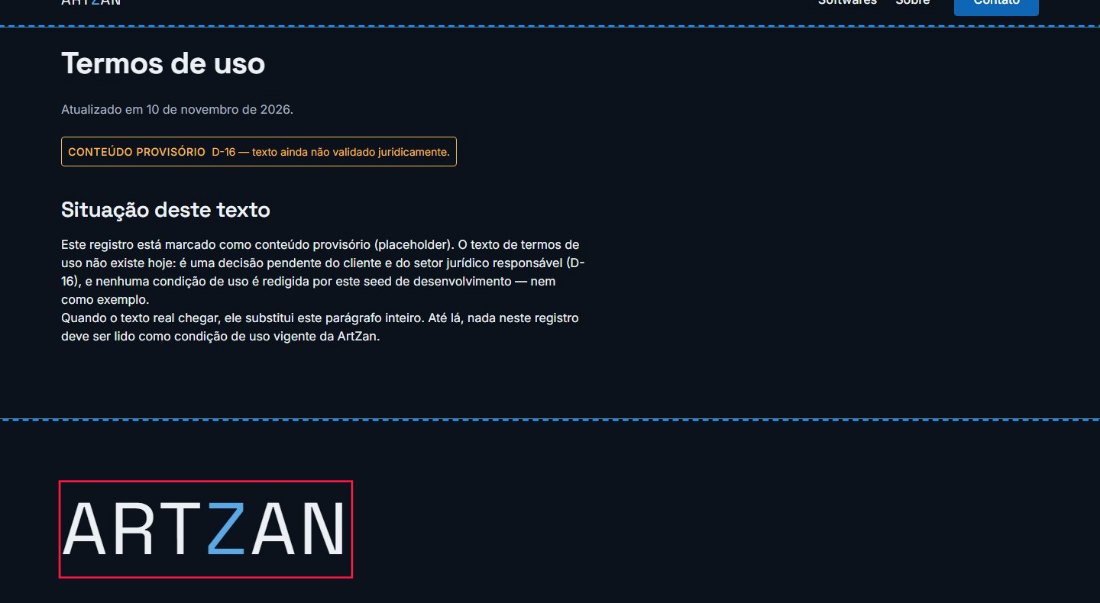 ARTZAN
Softwares Sobre Contato
Termos de uso
Atualizado em 10 de novembro de 2026.
CONTEÚDO PROVISÓRIO D-16 — texto ainda não validado juridicamente.
Situação deste texto
Este registro está marcado como conteúdo provisório (placeholder). O texto de termos de
uso não existe hoje: é uma decisão pendente do cliente e do setor jurídico responsável (D-
16), e nenhuma condição de uso é redigida por este seed de desenvolvimento — nem
como exemplo.
Quando o texto real chegar, ele substitui este parágrafo inteiro. Até lá, nada neste registro
deve ser lido como condição de uso vigente da ArtZan.
ARTZAN